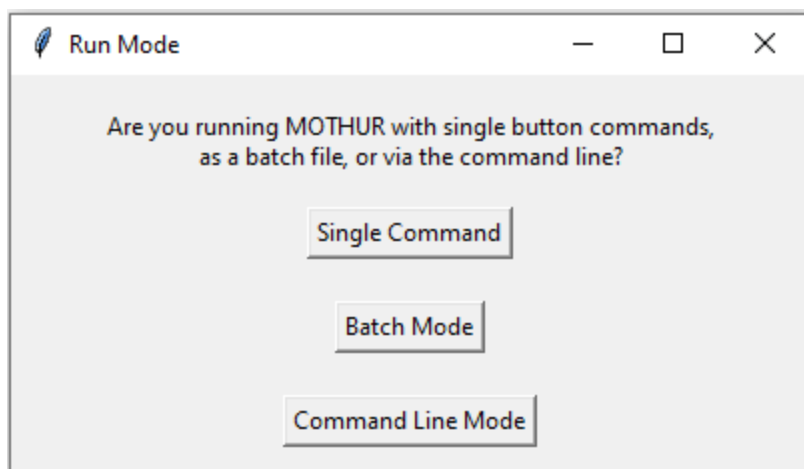 Run Mode
Are you running MOTHUR with single button commands,
as a batch file, or via the command line?
Single Command
Batch Mode
Command Line Mode